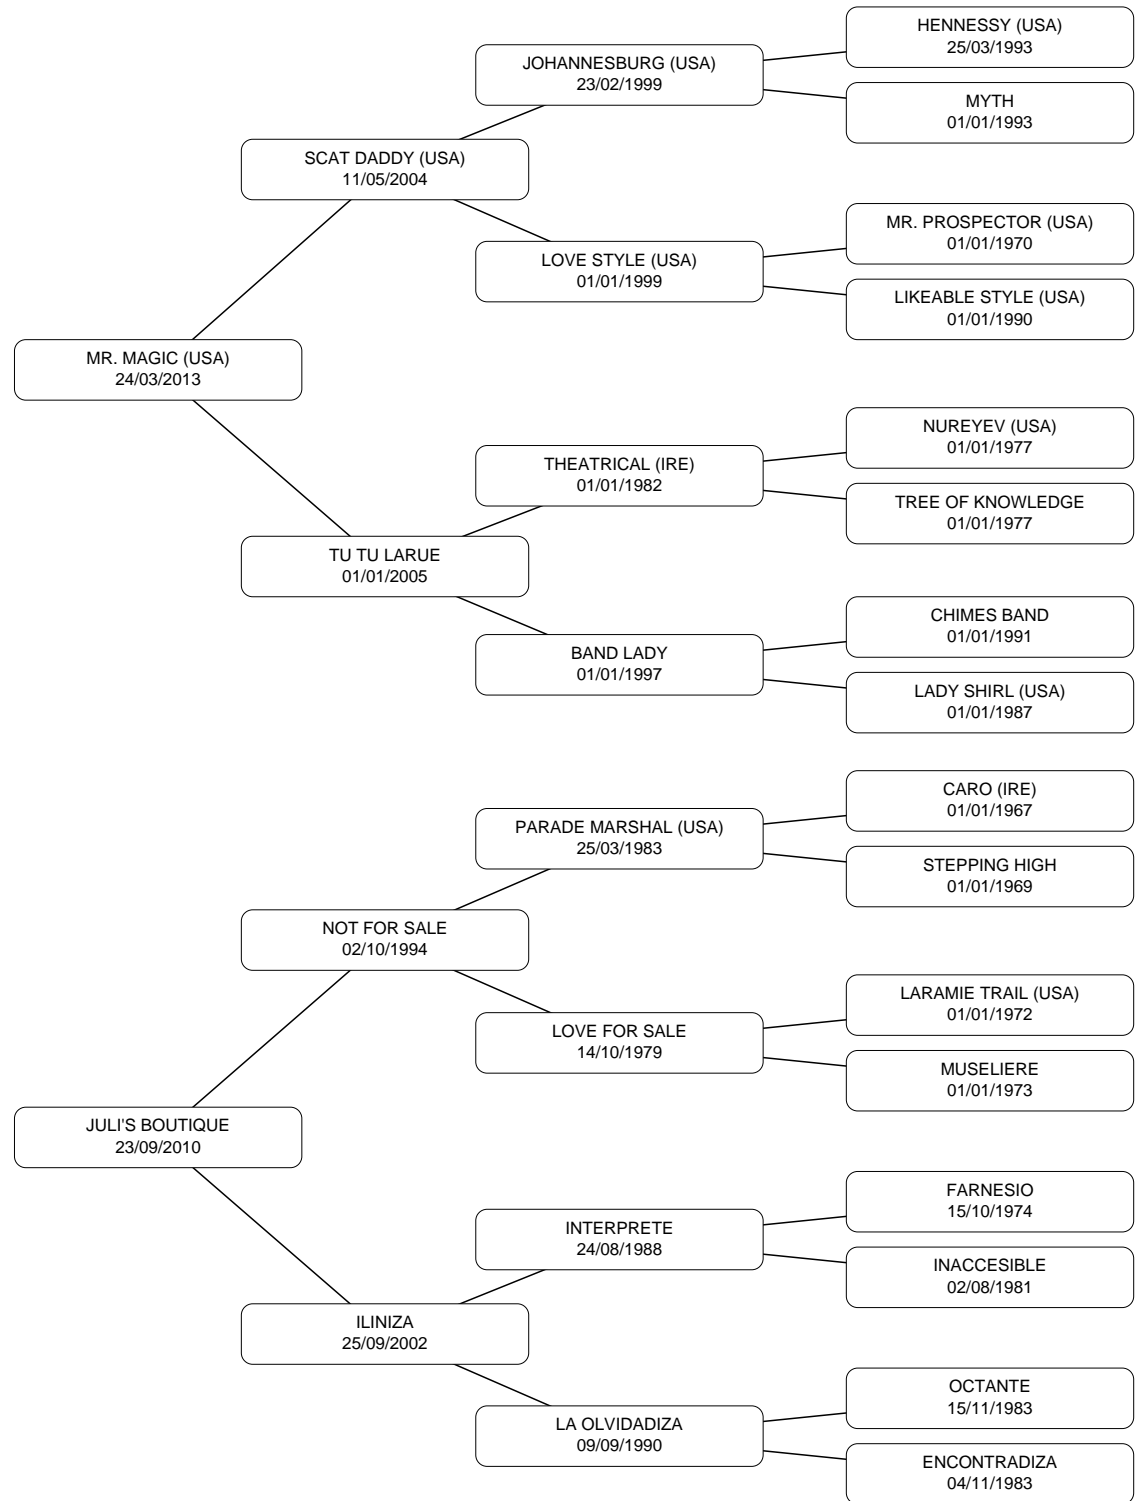 HENNESSY (USA)
25/03/1993
JOHANNESBURG (USA)
23/02/1999
MYTH
01/01/1993
SCAT DADDY (USA)
11/05/2004
MR. PROSPECTOR (USA)
01/01/1970
LOVE STYLE (USA)
01/01/1999
LIKEABLE STYLE (USA)
01/01/1990
MR. MAGIC (USA)
24/03/2013
NUREYEV (USA)
01/01/1977
THEATRICAL (IRE)
01/01/1982
TREE OF KNOWLEDGE
01/01/1977
TU TU LARUE
01/01/2005
CHIMES BAND
01/01/1991
BAND LADY
01/01/1997
LADY SHIRL (USA)
01/01/1987
CARO (IRE)
01/01/1967
PARADE MARSHAL (USA)
25/03/1983
STEPPING HIGH
01/01/1969
NOT FOR SALE
02/10/1994
LARAMIE TRAIL (USA)
01/01/1972
LOVE FOR SALE
14/10/1979
MUSELIERE
01/01/1973
JULI'S BOUTIQUE
23/09/2010
FARNESIO
15/10/1974
INTERPRETE
24/08/1988
INACCESIBLE
02/08/1981
ILINIZA
25/09/2002
OCTANTE
15/11/1983
LA OLVIDADIZA
09/09/1990
ENCONTRADIZA
04/11/1983